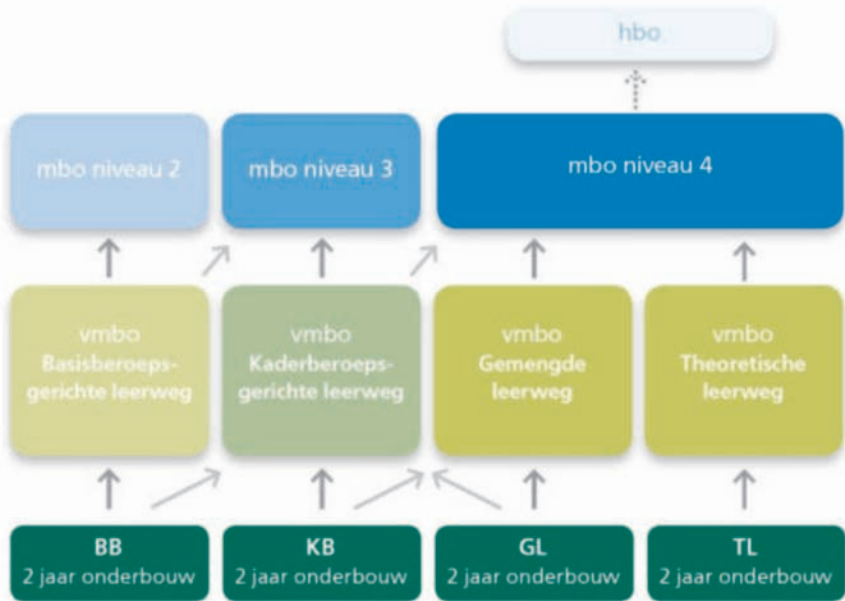 hbo
mbo niveau 2
mbo niveau 3
mbo niveau 4
vmbo
Basisberoeps-
gerichte leerweg
vmbo
Kaderberoeps-
gerichte leerweg
vmbo
Gemengde
leerweg
vmbo
Theoretische
leerweg
BB
2 jaar onderbouw
KB
2 jaar onderbouw
GL
2 jaar onderbouw
TL
2 jaar onderbouw